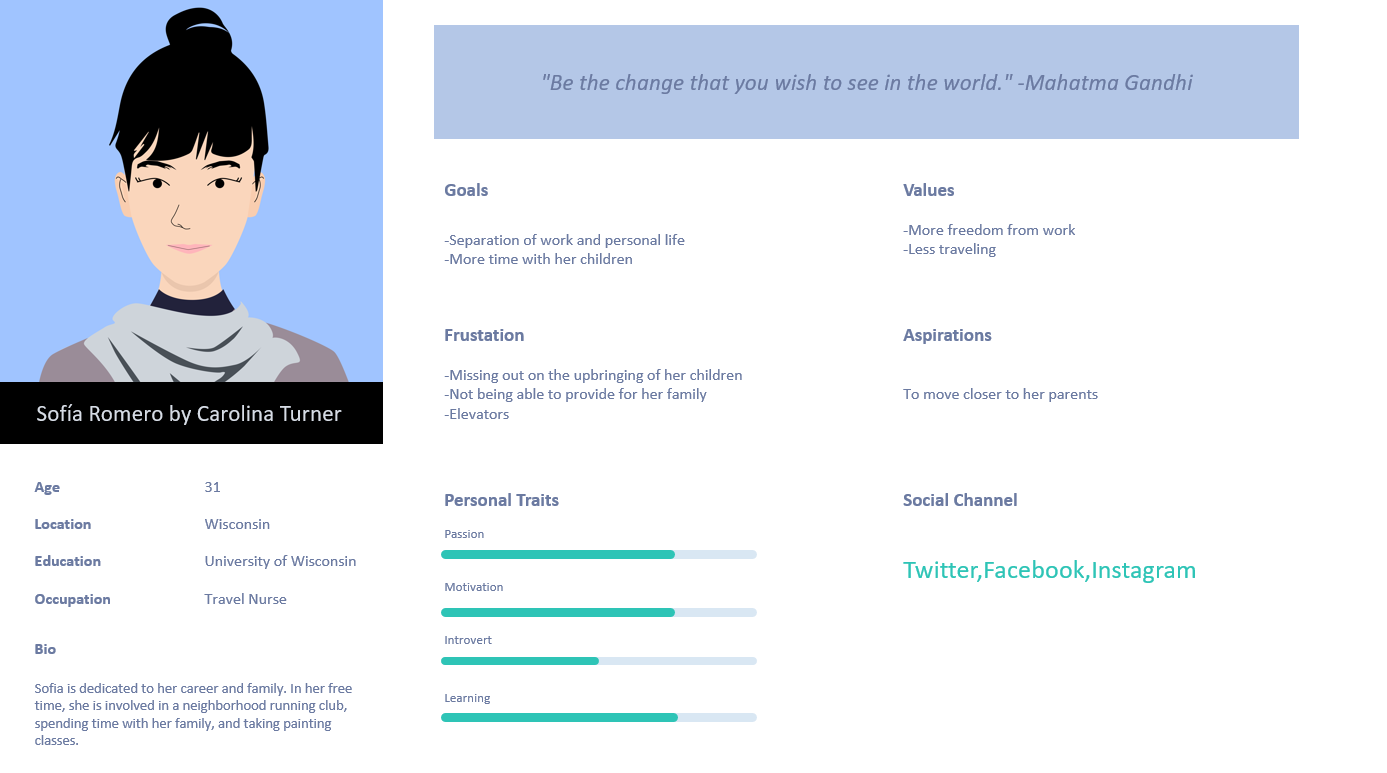 "Be the change that you wish to see in the world." -Mahatma Gandhi
Sofía Romero by Carolina Turner
Age 31
Location Wisconsin
Education University of Wisconsin
Occupation Travel Nurse
Bio
Sofia is dedicated to her career and family. In her free
time, she is involved in a neighborhood running club,
spending time with her family, and taking painting
classes.
Goals
-Separation of work and personal life
-More time with her children
Values
-More freedom from work
-Less traveling
Frustation
-Missing out on the upbringing of her children
-Not being able to provide for her family
-Elevators
Aspirations
To move closer to her parents
Personal Traits
Passion
Motivation
Introvert
Learning
Social Channel
Twitter,Facebook,Instagram